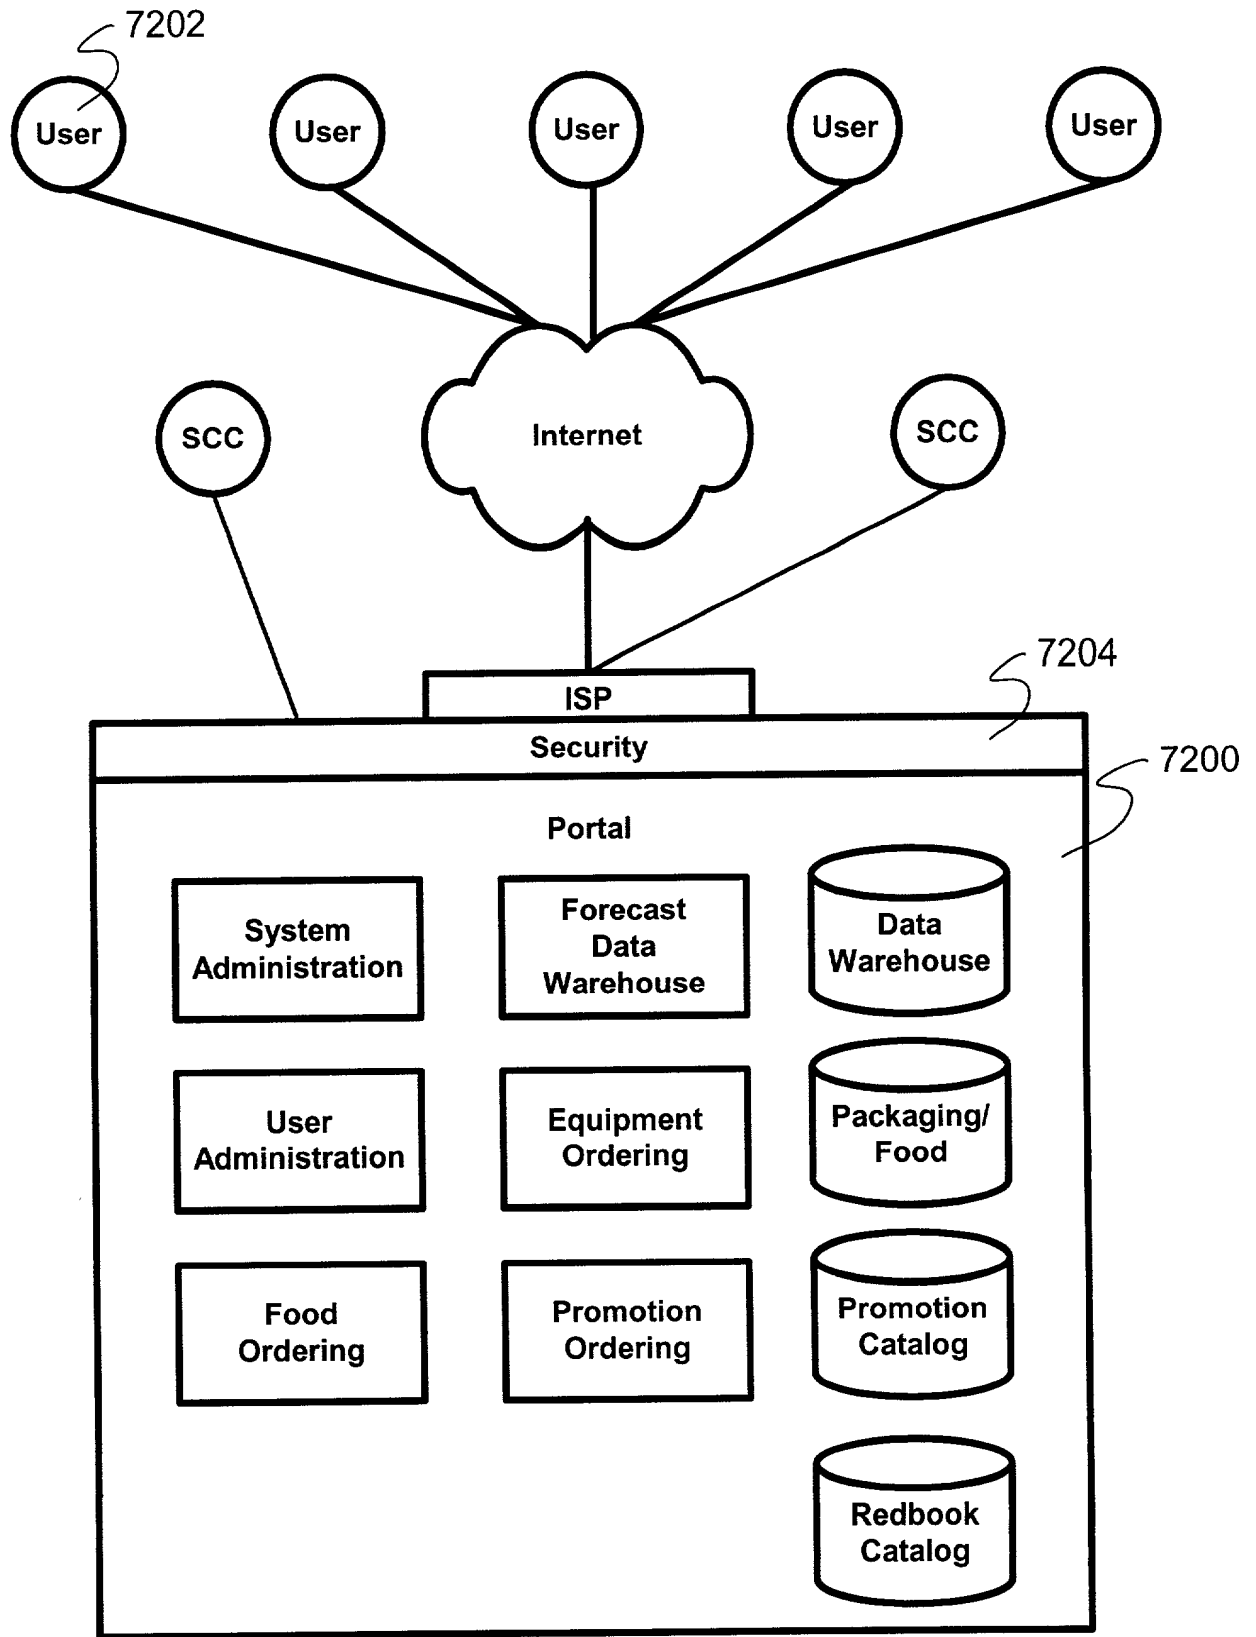 7202
User
User
User
User
User
SCC
Internet
SCC
7204
ISP
Security
7200
Portal
System
Administration
Forecast
Data
Warehouse
Data
Warehouse
User
Administration
Equipment
Ordering
Packaging/
Food
Food
Ordering
Promotion
Ordering
Promotion
Catalog
Redbook
Catalog